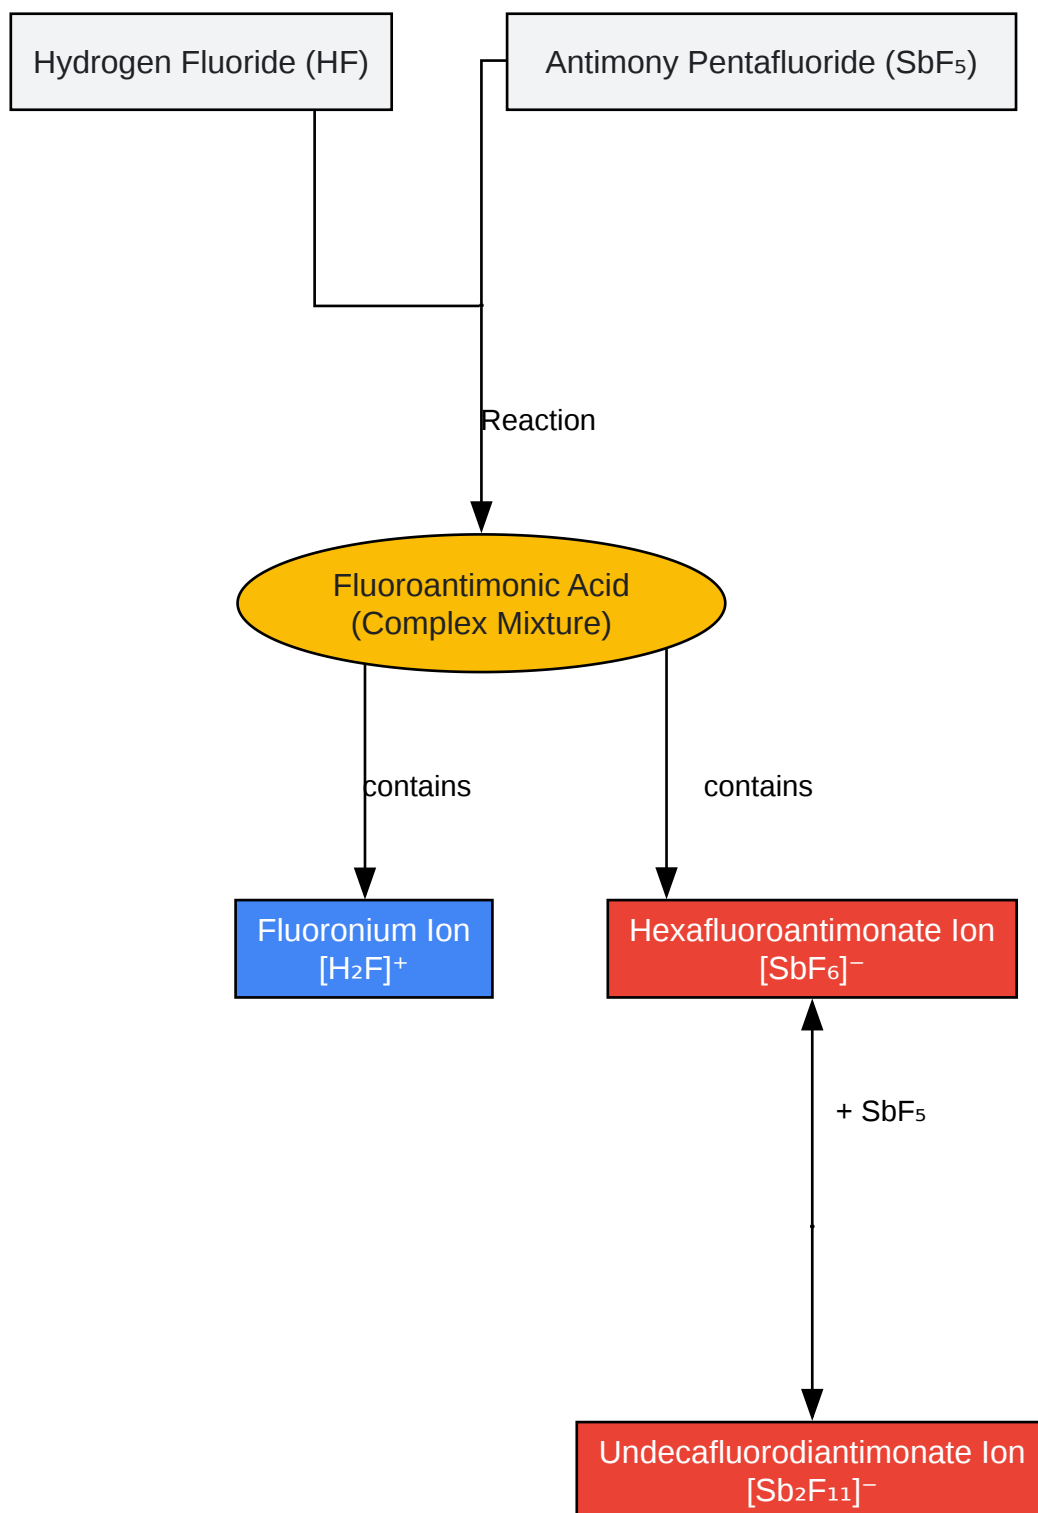 Hydrogen Fluoride (HF)
Antimony Pentafluoride (SbF₅)
Reaction
Fluoroantimonic Acid
(Complex Mixture)
contains
contains
Fluoronium Ion
[H₂F]⁺
Hexafluoroantimonate Ion
[SbF₆]⁻
+ SbF₅
Undecafluorodiantimonate Ion
[Sb₂F₁₁]⁻